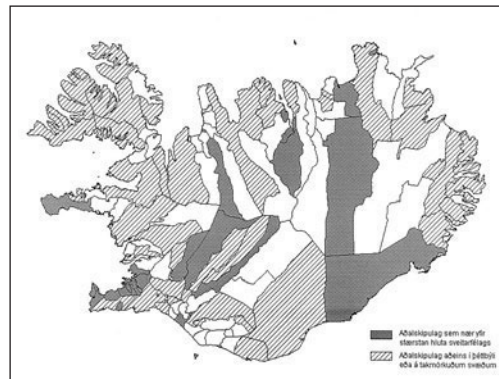 Aðalskipulag sem nær yfir
stærstan hluta sveitarfélags
Aðalskipulag aðeins í þéttbýli
eða á takmörkuðum svæðum